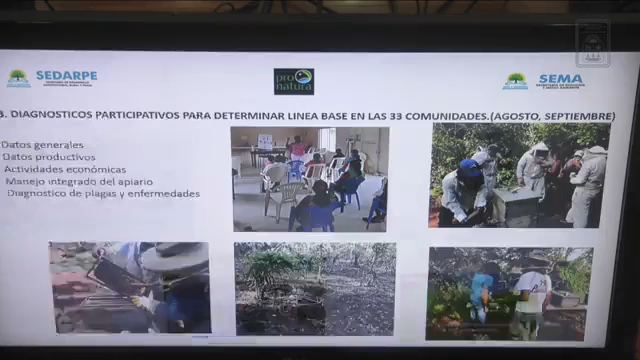 SEDARPE
pro
natura
SEMA
3. DIAGNOSTICOS PARTICIPATIVOS PARA DETERMINAR LINEA BASE EN LAS 33 COMUNIDADES.(AGOSTO, SEPTIEMBRE)
Datos generales
Datos productivos
Actividades económicas
Manejo integrado del apiario
Diagnostico de plagas y enfermedades